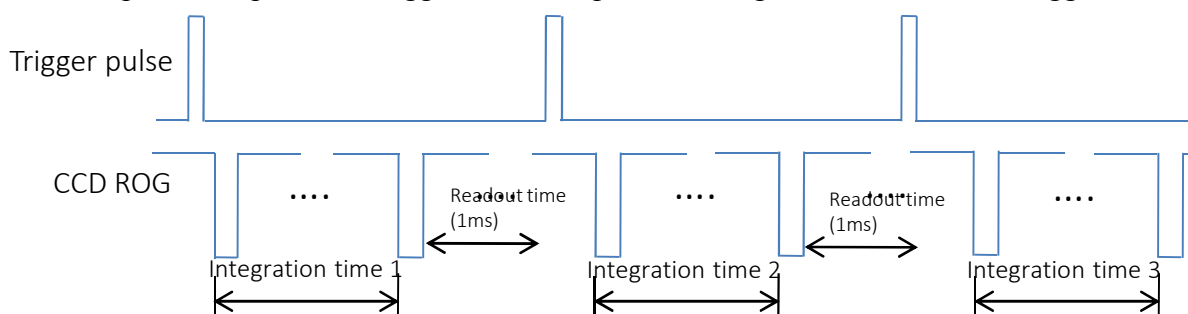 Trigger pulse
CCD ROG
....
....
....
....
....
Readout time
(1ms)
Readout time
(1ms)
Integration time 1
Integration time 2
Integration time 3